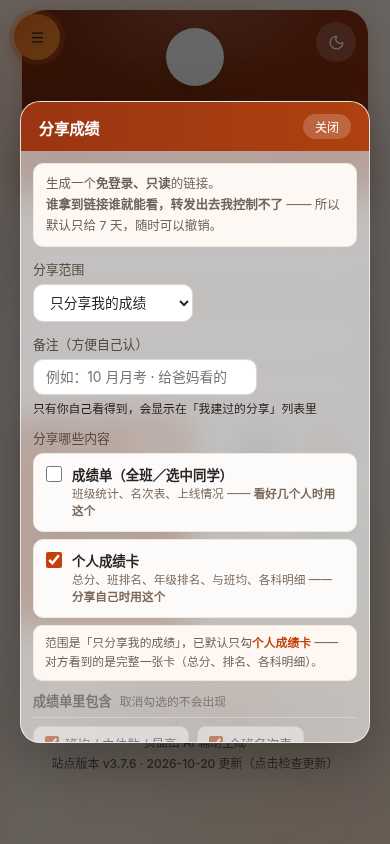 分享成绩
关闭
生成一个免登录、只读的链接。
谁拿到链接谁就能看，转发出去我控制不了 —— 所以
默认只给 7 天，随时可以撤销。
分享范围
只分享我的成绩
备注（方便自己认）
例如：10 月月考 · 给爸妈看的
只有你自己看得到，会显示在「我建过的分享」列表里
分享哪些内容
成绩单（全班／选中同学）
班级统计、名次表、上线情况 —— 看好几个人时用
这个
个人成绩卡
总分、班排名、年级排名、与班均、各科明细 ——
分享自己时用这个
范围是「只分享我的成绩」，已默认只勾个人成绩卡 ——
对方看到的是完整一张卡（总分、排名、各科明细）。
成绩单里包含 取消勾选的不会出现
站点版本 v3.7.6 · 2026-10-20 更新（点击检查更新）